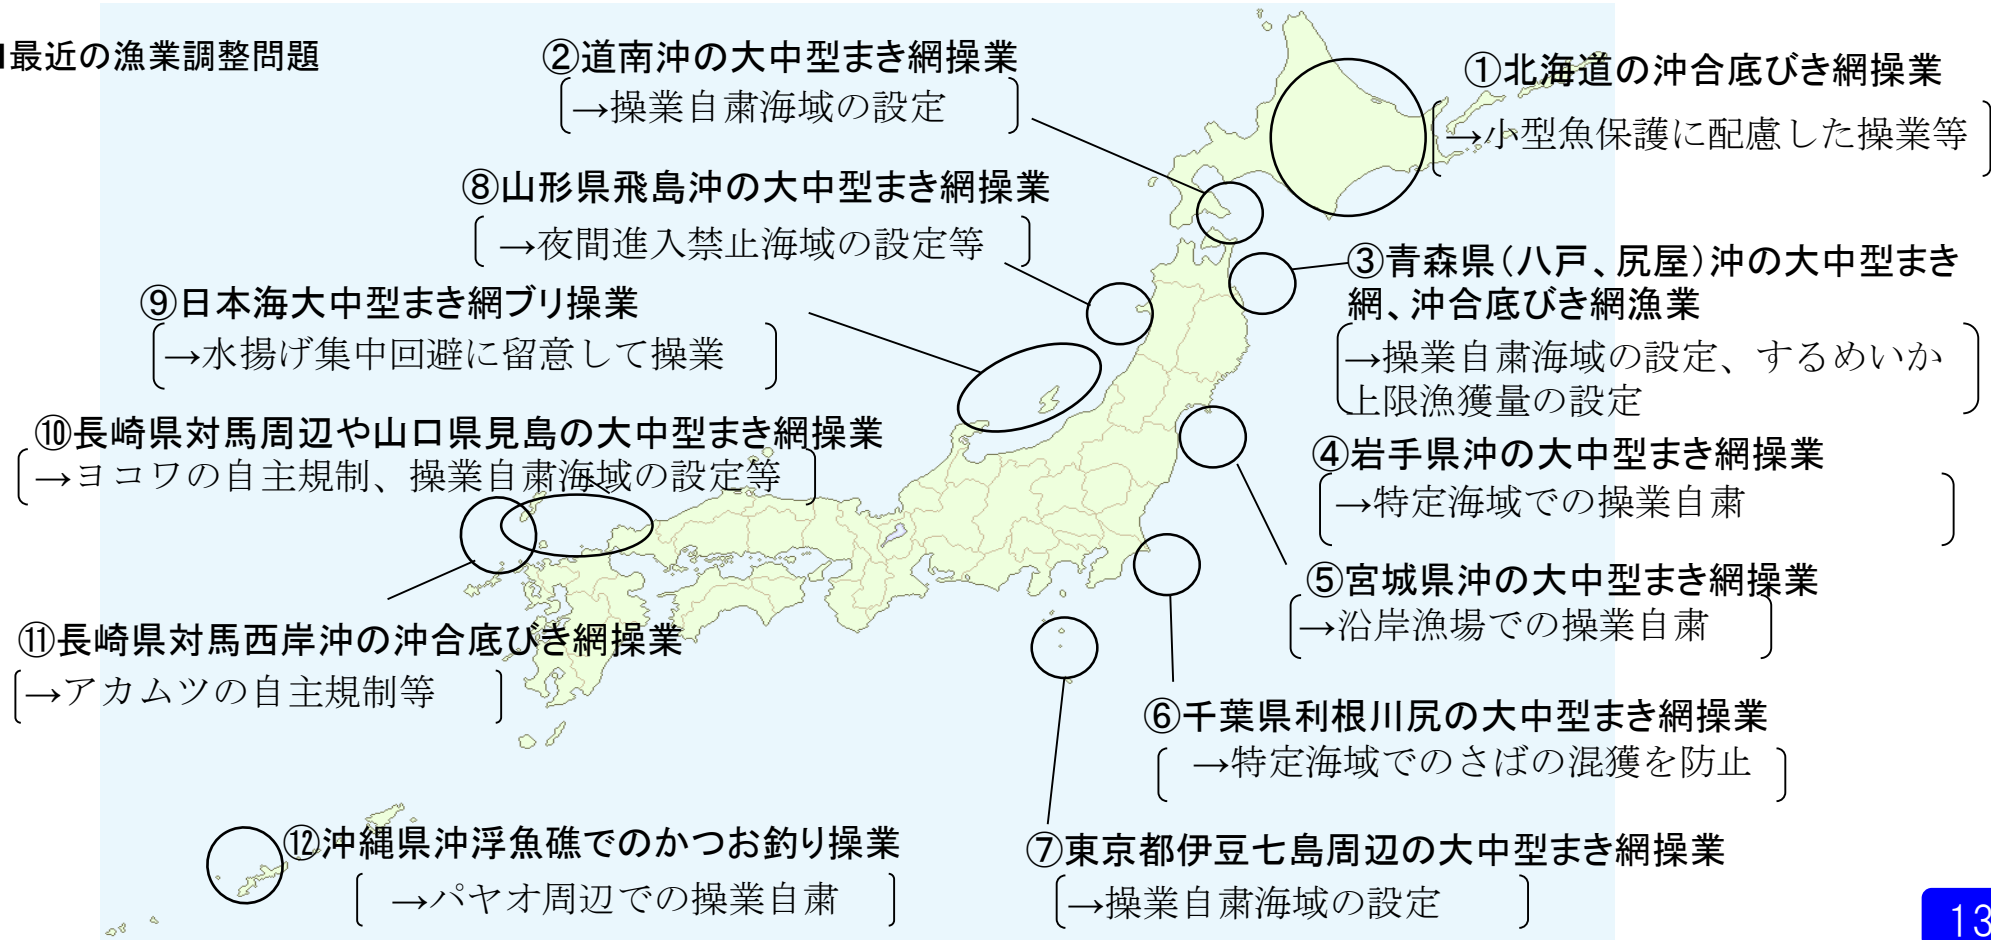 最近の漁業調整問題
①北海道の沖合底びき網操業
→小型魚保護に配慮した操業等
②道南沖の大中型まき網操業
→操業自粛海域の設定
③青森県(八戸、尻屋)沖の大中型まき
網、沖合底びき網漁業
→操業自粛海域の設定、するめいか
上限漁獲量の設定
④岩手県沖の大中型まき網操業
→特定海域での操業自粛
⑤宮城県沖の大中型まき網操業
→沿岸漁場での操業自粛
⑥千葉県利根川尻の大中型まき網操業
→特定海域でのさばの混獲を防止
⑦東京都伊豆七島周辺の大中型まき網操業
→操業自粛海域の設定
⑧山形県飛島沖の大中型まき網操業
→夜間進入禁止海域の設定等
⑨日本海大中型まき網ブリ操業
→水揚げ集中回避に留意して操業
⑩長崎県対馬周辺や山口県見島の大中型まき網操業
→ヨコワの自主規制、操業自粛海域の設定等
⑪長崎県対馬西岸沖の沖合底びき網操業
→アカムツの自主規制等
⑫沖縄県沖浮魚礁でのかつお釣り操業
→パヤオ周辺での操業自粛
13